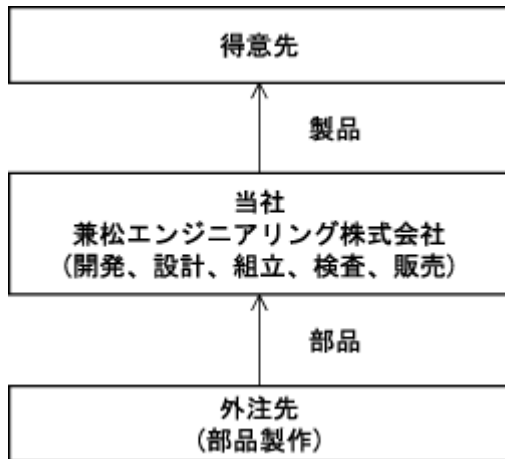 得意先
製品
当社
兼松エンジニアリング株式会社
(開発、設計、組立、検査、販売)
部品
外注先
(部品製作)